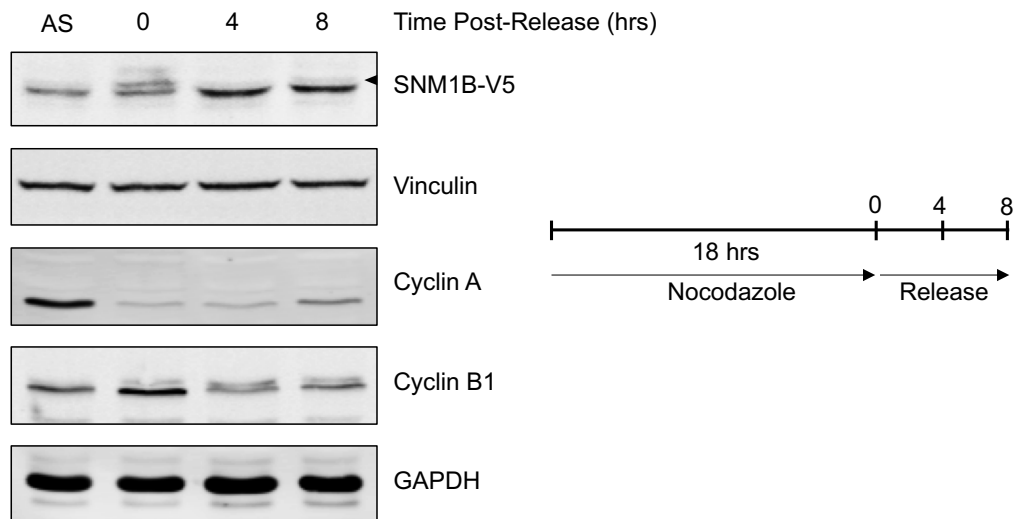 AS 0 4 8 Time Post-Release (hrs)
SNM1B-V5
Vinculin
Cyclin A
Cyclin B1
GAPDH
0 4 8
18 hrs
Nocodazole Release